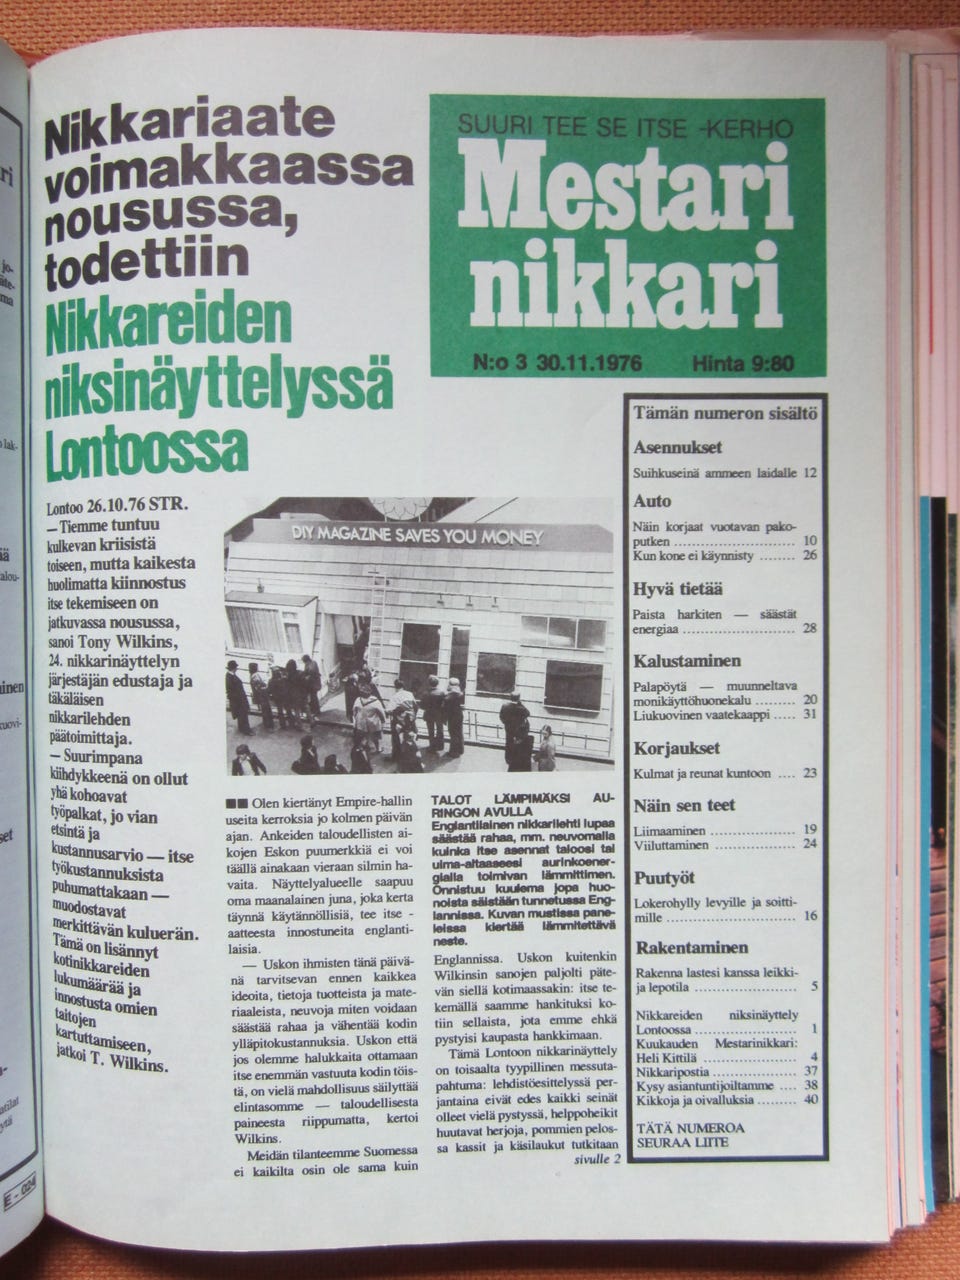 Nikkariaate
voimakkaassa
nousussa,
todettiin
Nikkareiden
niksinäyttelyssä
Lontoossa
SUURI TEE SE ITSE -KERHO
Mestari
nikkari
N:o 3 30.11.1976 Hinta 9:80
Lontoo 26.10.76 STR.
– Tiemme tuntuu
kulkevan kriisistä
toiseen, mutta kaikesta
huolimatta kiinnostus
itse tekemiseen on
jatkuvassa nousussa,
sanoi Tony Wilkins,
24. nikkarinäyttelyn
järjestäjän edustaja ja
täkäläisen
nikkarilehden
päätoimittaja.
– Suurimpana
kiihdykkeenä on ollut
yhä kohoavat
työpalkat, jo vian
etsintä ja
kustannusarvio — itse
työkustannuksista
puhumattakaan —
muodostavat
merkittävän kuluerän.
Tämä on lisännyt
kotinikkareiden
lukumäärää ja
innostusta omien
taitojen
kartuttamiseen,
jatkoi T. Wilkins.
DIY MAGAZINE SAVES YOU MONEY
■■ Olen kiertänyt Empire-hallin
useita kerroksia jo kolmen päivän
ajan. Ankeiden taloudellisten ai-
kojen Eskon puumerkkiä ei voi
täällä ainakaan vieraan silmin ha-
vaita. Näyttelyalueelle saapuu
oma maanalainen juna, joka kerta
täynnä käytännöllisiä, tee itse -
aatteesta innostuneita englanti-
laisia.
— Uskon ihmisten tänä päivä-
nä tarvitsevan ennen kaikkea
ideoita, tietoja tuotteista ja mate-
riaaleista, neuvoja miten voidaan
säästää rahaa ja vähentää kodin
ylläpitokustannuksia. Uskon että
jos olemme halukkaita ottamaan
itse enemmän vastuuta kodin töis-
tä, on vielä mahdollisuus säilyttää
elintasomme — taloudellisesta
paineesta riippumatta, kertoi
Wilkins.
Meidän tilanteemme Suomessa
ei kaikilta osin ole sama kuin
TALOT LÄMPIMÄKSI AU-
RINGON AVULLA
Englantilainen nikkarilehti lupaa
säästää rahaa, mm. neuvomalla
kuinka itse asennat taloosi tai
uima-altaaseesi aurinkoener-
gialla toimivan lämmittimen.
Onnistuu kuulema jopa huo-
noista säistään tunnetussa Eng-
lannissa. Kuvan mustissa pane-
leissa kiertää lämmitettävä
neste.
Englannissa. Uskon kuitenkin
Wilkinsin sanojen paljolti päte-
vän siellä kotimaassakin: itse te-
kemällä saamme hankituksi ko-
tiin sellaista, jota emme ehkä
pystyisi kaupasta hankkimaan.
Tämä Lontoon nikkarinäyttely
on toisaalta tyypillinen messuta-
pahtuma: lehdistöesittelyssä per-
jantaina eivät edes kaikki seinät
olleet vielä pystyssä, helppoheikit
huutavat herjoja, pommien pelos-
sa kassit ja käsilaukut tutkitaan
sivulle 2
Tämän numeron sisältö
Asennukset
Suihkuseinä ammeen laidalle 12
Auto
Näin korjaat vuotavan pako-
putken .................... 10
Kun kone ei käynnisty ........ 26
Hyvä tietää
Paista harkiten — säästät
energiaa .................... 28
Kalustaminen
Palapöytä — muunneltava
monikäyttöhuonekalu ...... 20
Liukuovinen vaatekaappi ..... 31
Korjaukset
Kulmat ja reunat kuntoon .... 23
Näin sen teet
Liimaaminen ................ 19
Viiluttaminen ................ 24
Puutyöt
Lokerohylly levyille ja soitti-
mille ...................... 16
Rakentaminen
Rakenna lastesi kanssa leikki-
ja lepotila .................... 5
Nikkareiden niksinäyttely
Lontoossa .................... 1
Kuukauden Mestarinikkari:
Heli Kittilä .................. 4
Nikkaripostia ................ 37
Kysy asiantuntijoiltamme .... 38
Kikkoja ja oivalluksia ......... 40
TÄTÄ NUMEROA
SEURAA LIITE
E - 024